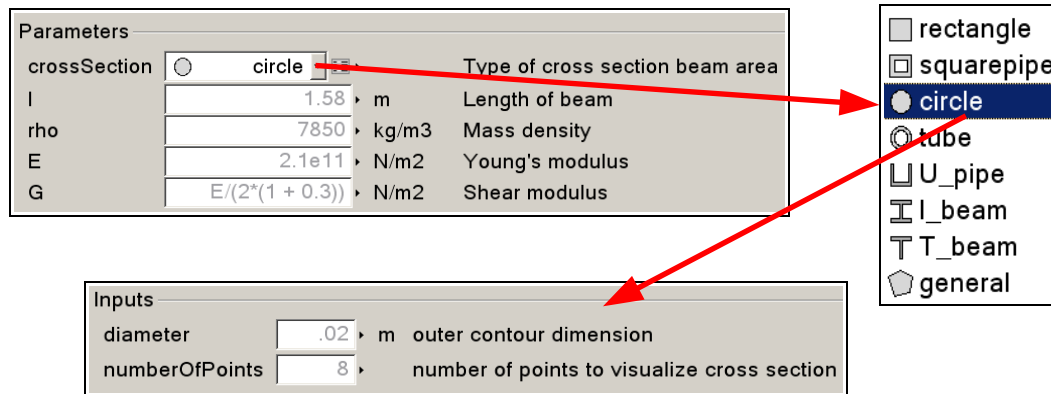 Parameters
crossSection circle Type of cross section beam area
l 1.58 m Length of beam
rho 7850 kg/m3 Mass density
E 2.1e11 N/m2 Young's modulus
G E/(2*(1 + 0.3)) N/m2 Shear modulus
rectangle
squarepipe
circle
tube
U_pipe
I_beam
T_beam
general
Inputs
diameter .02 m outer contour dimension
numberOfPoints 8 number of points to visualize cross section